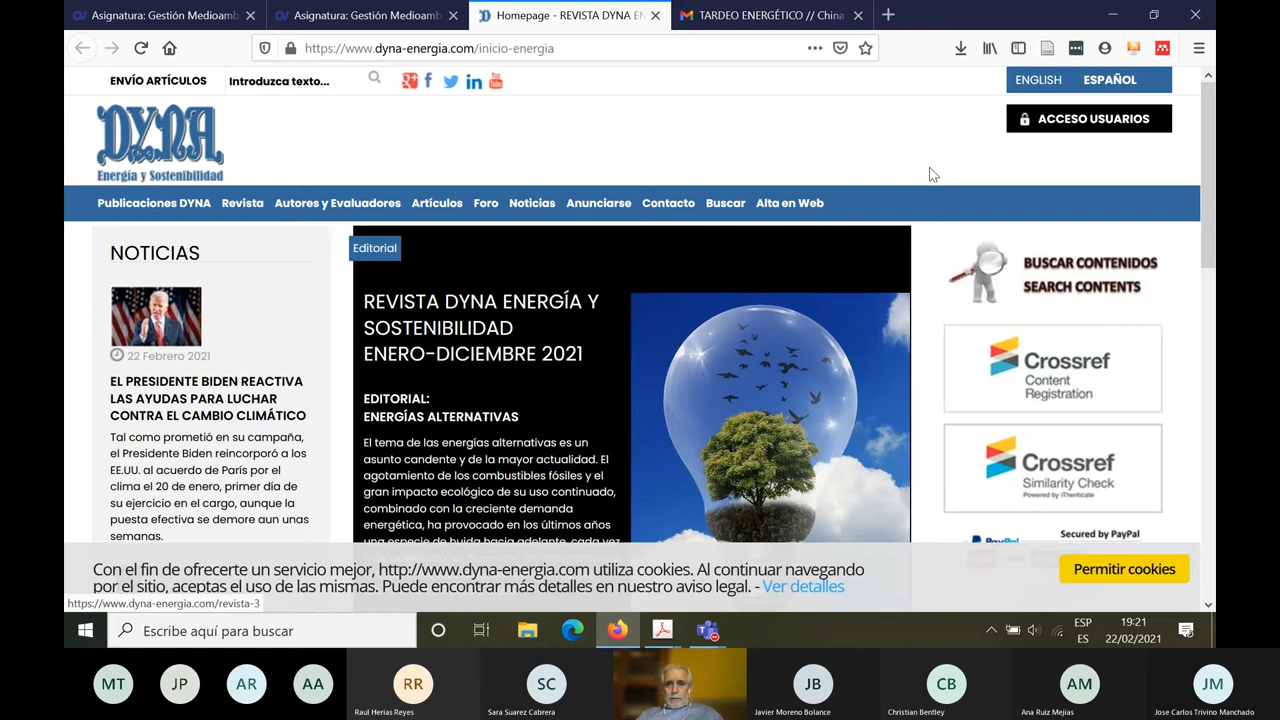 Asignatura: Gestión Medioamb
Asignatura: Gestión Medioamb
Homepage - REVISTA DYNA EN
TARDEO ENERGÉTICO // China
https://www.dyna-energia.com/inicio-energia
ENVÍO ARTÍCULOS
Introduzca texto...
ENGLISH
ESPAÑOL
DYNA
Energía y Sostenibilidad
ACCESO USUARIOS
Publicaciones DYNA
Revista
Autores y Evaluadores
Artículos
Foro
Noticias
Anunciarse
Contacto
Buscar
Alta en Web
NOTICIAS
22 Febrero 2021
EL PRESIDENTE BIDEN REACTIVA
LAS AYUDAS PARA LUCHAR
CONTRA EL CAMBIO CLIMÁTICO
Tal como prometió en su campaña,
el Presidente Biden reincorporó a los
EE.UU. al acuerdo de París por el
clima el 20 de enero, primer día de
su ejercicio en el cargo, aunque la
puesta efectiva se demore aun unas
semanas.
Editorial
REVISTA DYNA ENERGÍA Y
SOSTENIBILIDAD
ENERO-DICIEMBRE 2021
EDITORIAL:
ENERGÍAS ALTERNATIVAS
El tema de las energías alternativas es un
asunto candente y de la mayor actualidad. El
agotamiento de los combustibles fósiles y el
gran impacto ecológico de su uso continuado,
combinado con la creciente demanda
energética, ha provocado en los últimos años
una especie de huida hacia adelante, cada vez
BUSCAR CONTENIDOS
SEARCH CONTENTS
Crossref
Content
Registration
Crossref
Similarity Check
Powered by iThenticate
Secured by PayPal
PayPal
Con el fin de ofrecerte un servicio mejor, http://www.dyna-energia.com utiliza cookies. Al continuar navegando
por el sitio, aceptas el uso de las mismas. Puede encontrar más detalles en nuestro aviso legal. - Ver detalles
Permitir cookies
https://www.dyna-energia.com/revista-3
Escribe aquí para buscar
ESP
ES
19:21
22/02/2021
MT
JP
AR
AA
RR
Raul Herias Reyes
SC
Sara Suarez Cabrera
JB
Javier Moreno Bolance
CB
Christian Bentley
AM
Ana Ruiz Mejias
JM
Jose Carlos Trivino Manchado